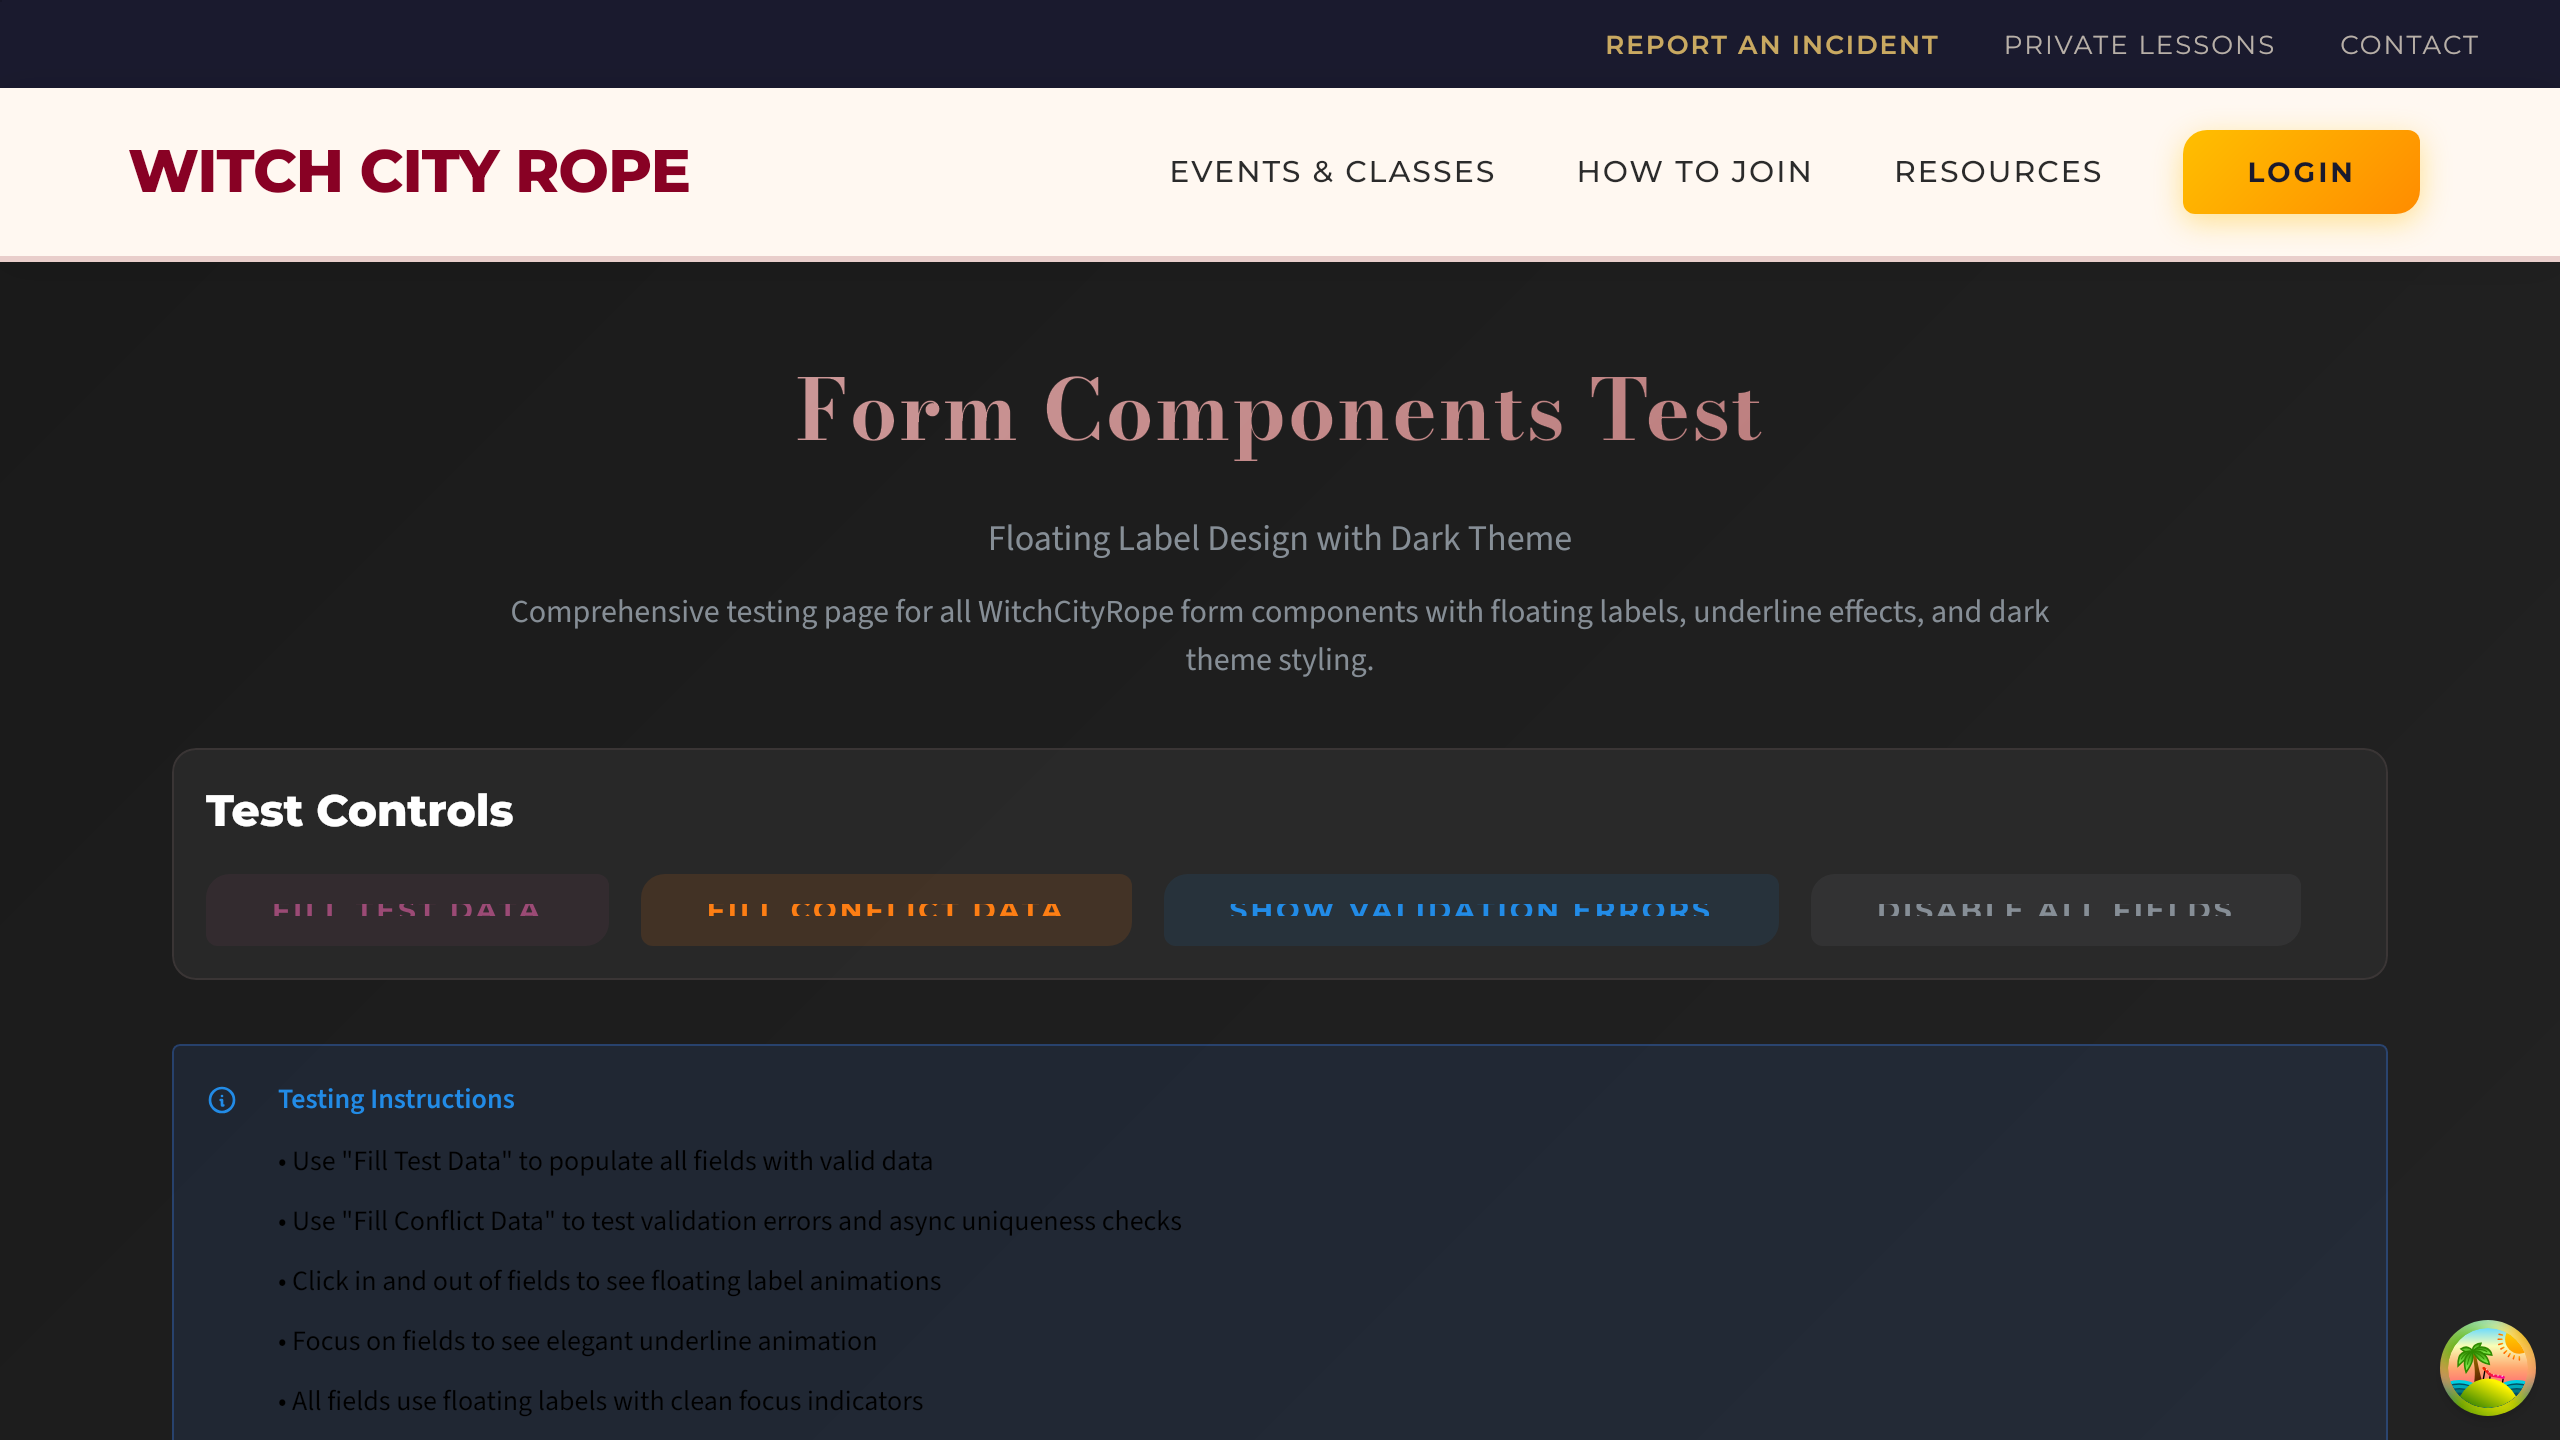 REPORT AN INCIDENT PRIVATE LESSONS CONTACT
WITCH CITY ROPE EVENTS & CLASSES HOW TO JOIN RESOURCES LOGIN
Form Components Test
Floating Label Design with Dark Theme
Comprehensive testing page for all WitchCityRope form components with floating labels, underline effects, and dark
theme styling.
Test Controls
FILL TEST DATA FILL CONFLICT DATA SHOW VALIDATION ERRORS DISABLE ALL FIELDS
Testing Instructions
• Use "Fill Test Data" to populate all fields with valid data
• Use "Fill Conflict Data" to test validation errors and async uniqueness checks
• Click in and out of fields to see floating label animations
• Focus on fields to see elegant underline animation
• All fields use floating labels with clean focus indicators